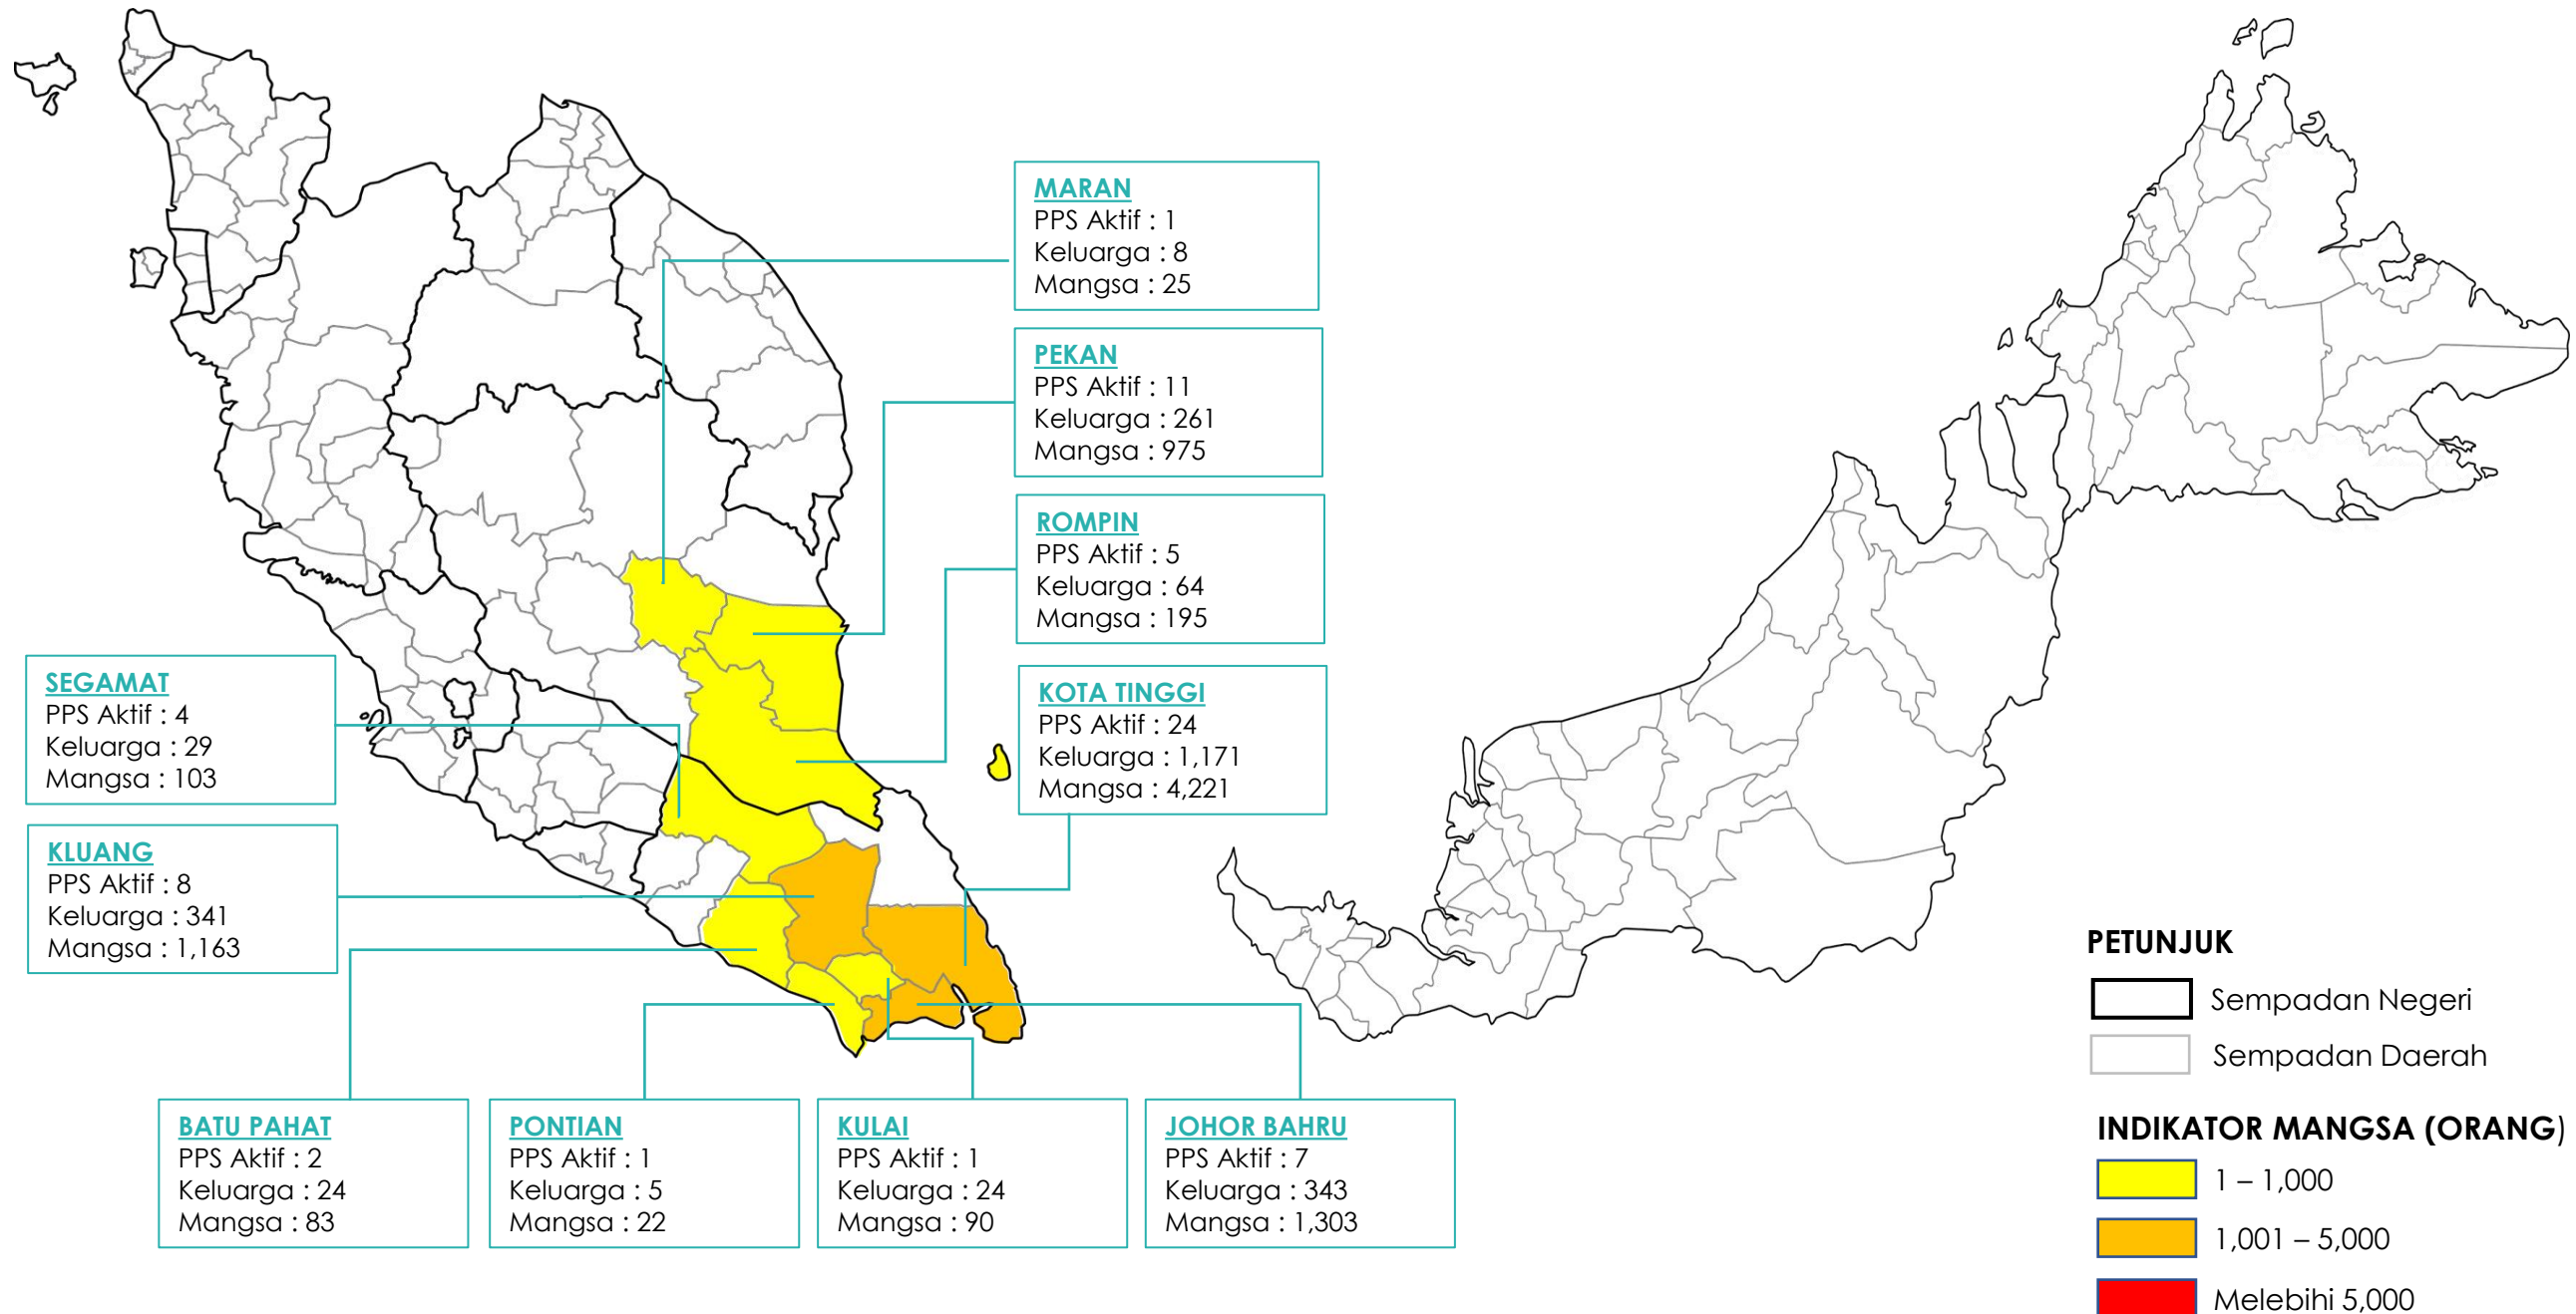 MARAN
PPS Aktif : 1
Keluarga : 8
Mangsa : 25
PEKAN
PPS Aktif : 11
Keluarga : 261
Mangsa : 975
ROMPIN
PPS Aktif : 5
Keluarga : 64
Mangsa : 195
KOTA TINGGI
PPS Aktif : 24
Keluarga : 1,171
Mangsa : 4,221
SEGAMAT
PPS Aktif : 4
Keluarga : 29
Mangsa : 103
KLUANG
PPS Aktif : 8
Keluarga : 341
Mangsa : 1,163
BATU PAHAT
PPS Aktif : 2
Keluarga : 24
Mangsa : 83
PONTIAN
PPS Aktif : 1
Keluarga : 5
Mangsa : 22
KULAI
PPS Aktif : 1
Keluarga : 24
Mangsa : 90
JOHOR BAHRU
PPS Aktif : 7
Keluarga : 343
Mangsa : 1,303
PETUNJUK
Sempadan Negeri
Sempadan Daerah
INDIKATOR MANGSA (ORANG)
1 – 1,000
1,001 – 5,000
Melebihi 5,000